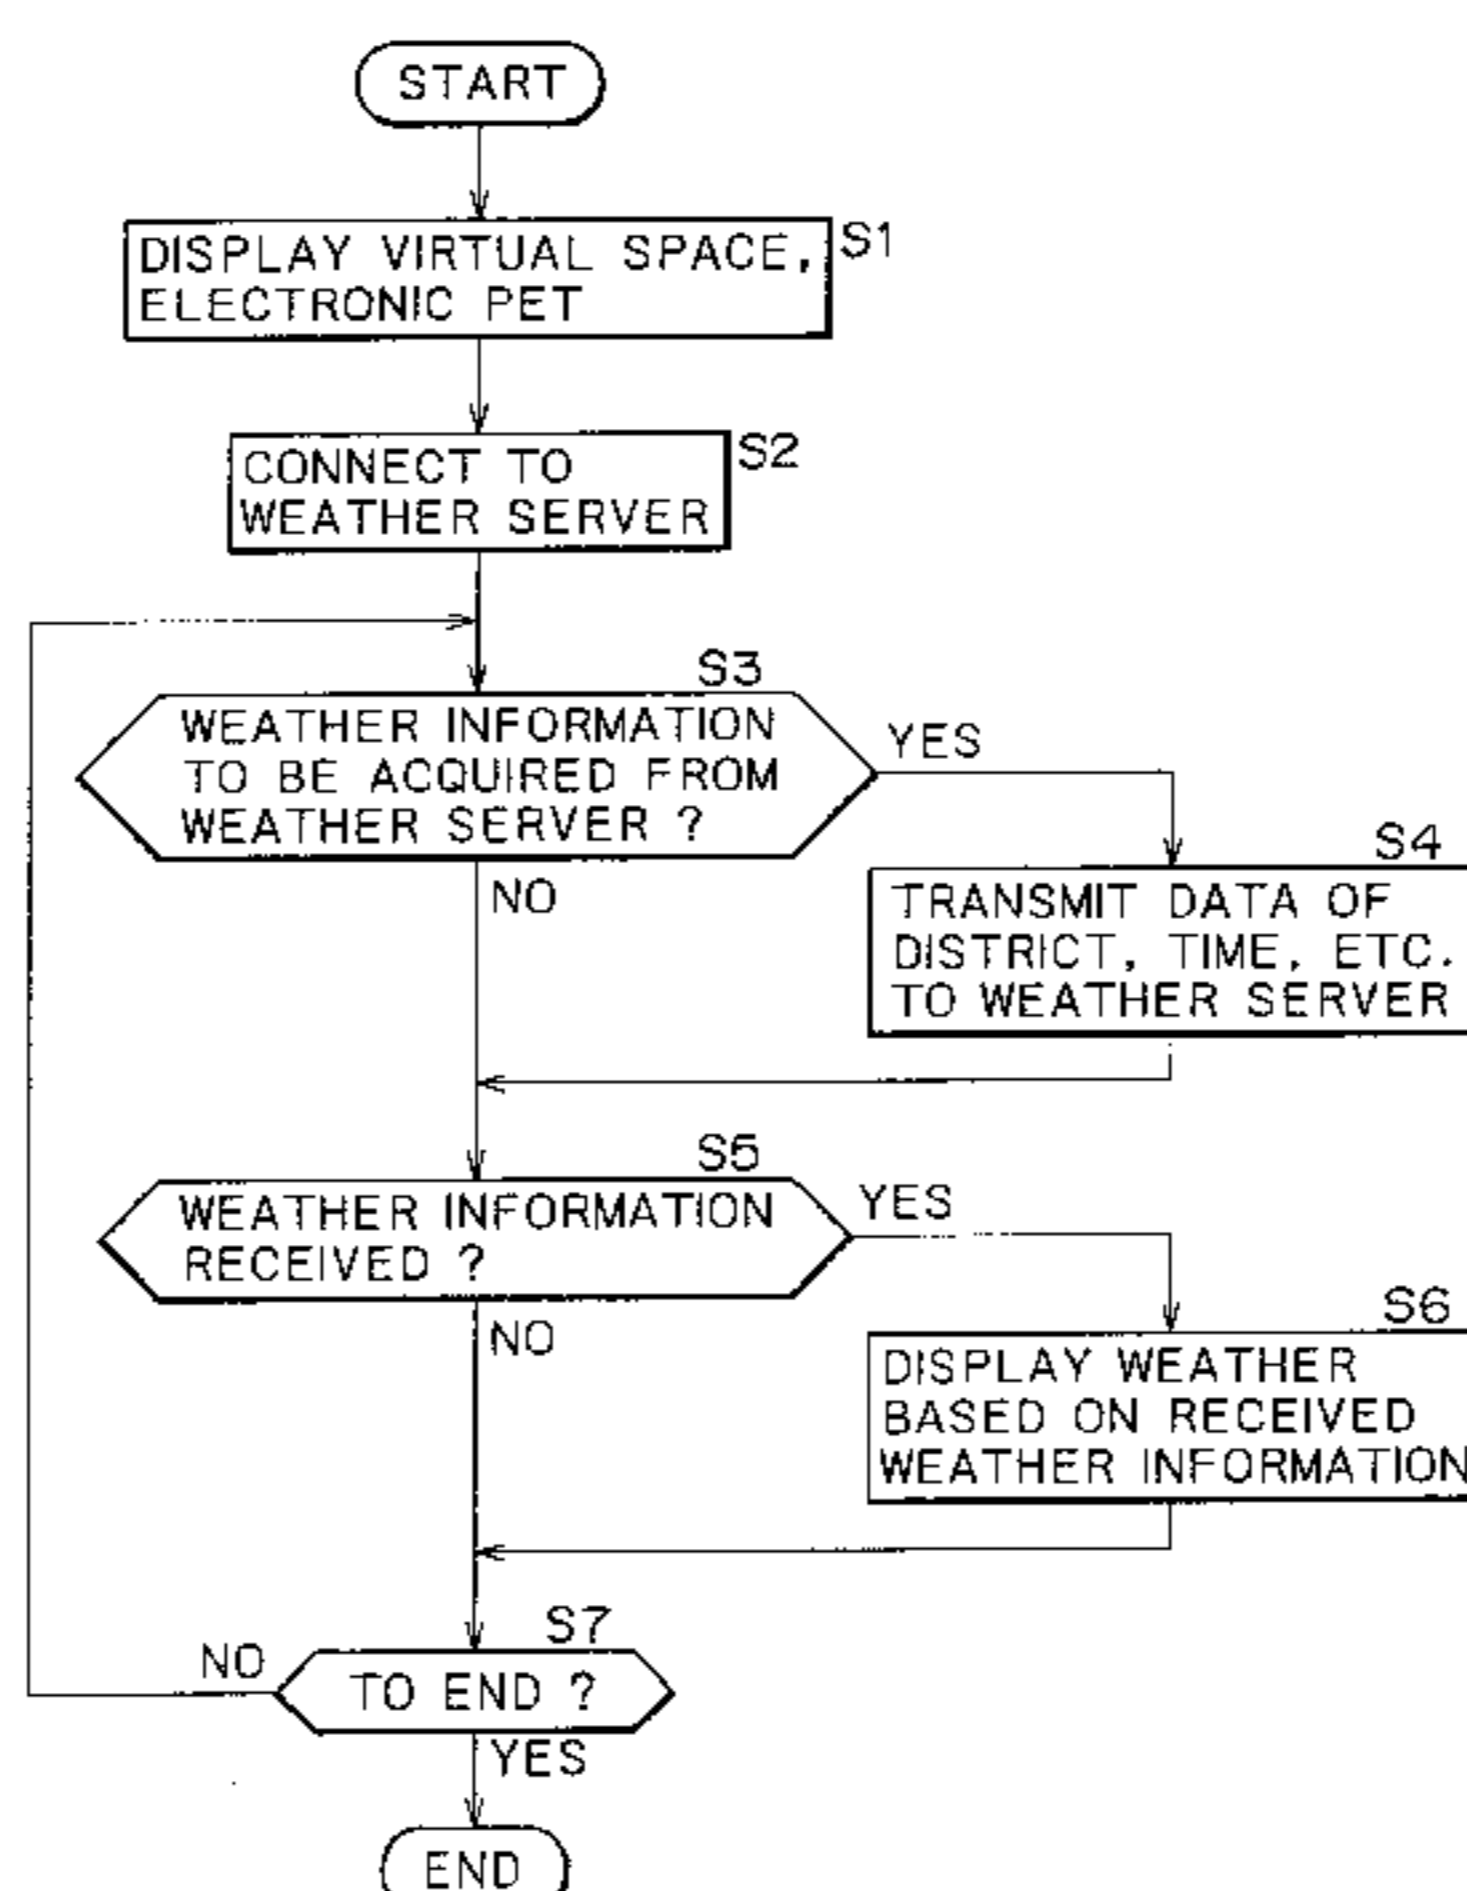 START
DISPLAY VIRTUAL SPACE,
ELECTRONIC PET
S1
CONNECT TO
WEATHER SERVER
S2
S3
WEATHER INFORMATION
TO BE ACQUIRED FROM
WEATHER SERVER ?
YES
NO
S4
TRANSMIT DATA OF
DISTRICT, TIME, ETC.
TO WEATHER SERVER
S5
WEATHER INFORMATION
RECEIVED ?
YES
NO
S6
DISPLAY WEATHER
BASED ON RECEIVED
WEATHER INFORMATION
S7
NO
TO END ?
YES
END